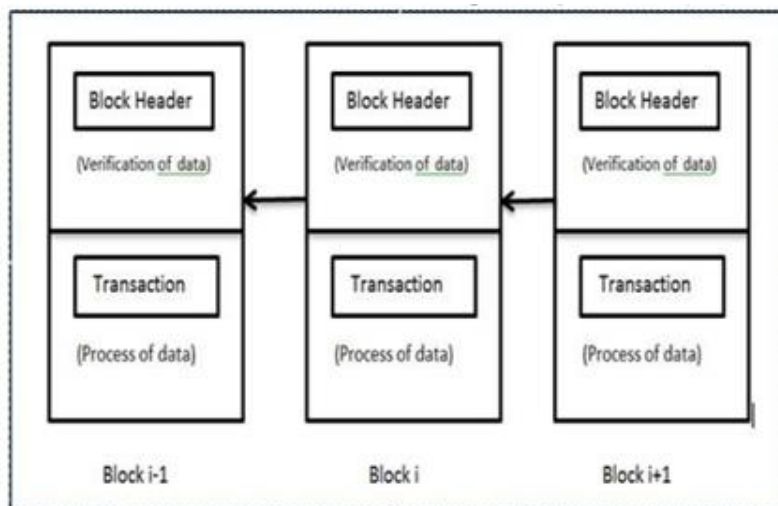 Block Header
(Verification of data)
Transaction
(Process of data)
Block i-1
Block Header
(Verification of data)
Transaction
(Process of data)
Block i
Block Header
(Verification of data)
Transaction
(Process of data)
Block i+1